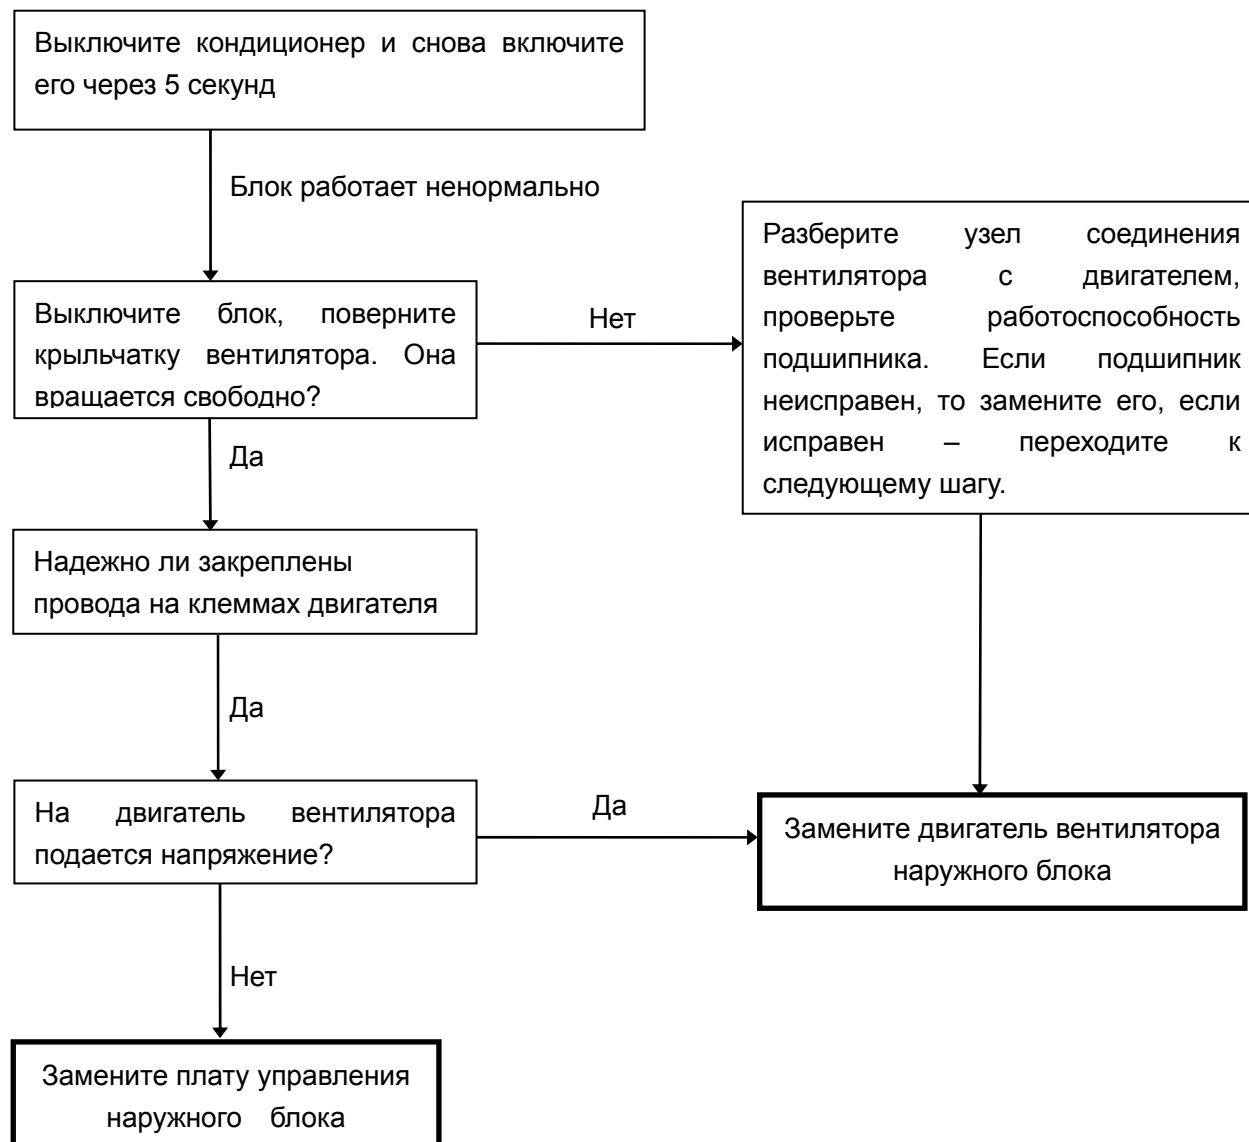 Выключите кондиционер и снова включите
его через 5 секунд
Блок работает ненормально
Выключите блок, поверните
крыльчатку вентилятора. Она
вращается свободно?
Нет
Разберите узел соединения
вентилятора с двигателем,
проверьте работоспособность
подшипника. Если подшипник
неисправен, то замените его, если
исправен – переходите к
следующему шагу.
Да
Надежно ли закреплены
провода на клеммах двигателя
Да
На двигатель вентилятора
подается напряжение?
Да
Замените двигатель вентилятора
наружного блока
Нет
Замените плату управления
наружного блока